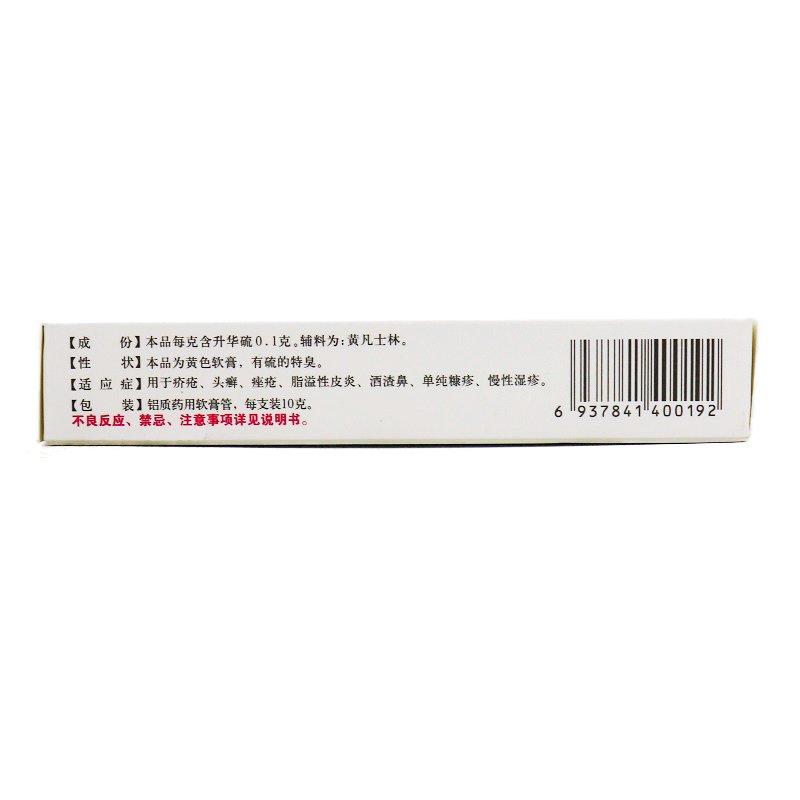 【成 份】本品每克含升华硫0.1克。辅料为:黄凡士林。
【性 状】本品为黄色软膏，有硫的特臭。
【适应症】用于疥疮、头癣、痤疮、脂溢性皮炎、酒渣鼻、单纯糠疹、慢性湿疹。
【包 装】铝质药用软膏管，每支装10克。
不良反应、禁忌、注意事项详见说明书。
6 937841 400192